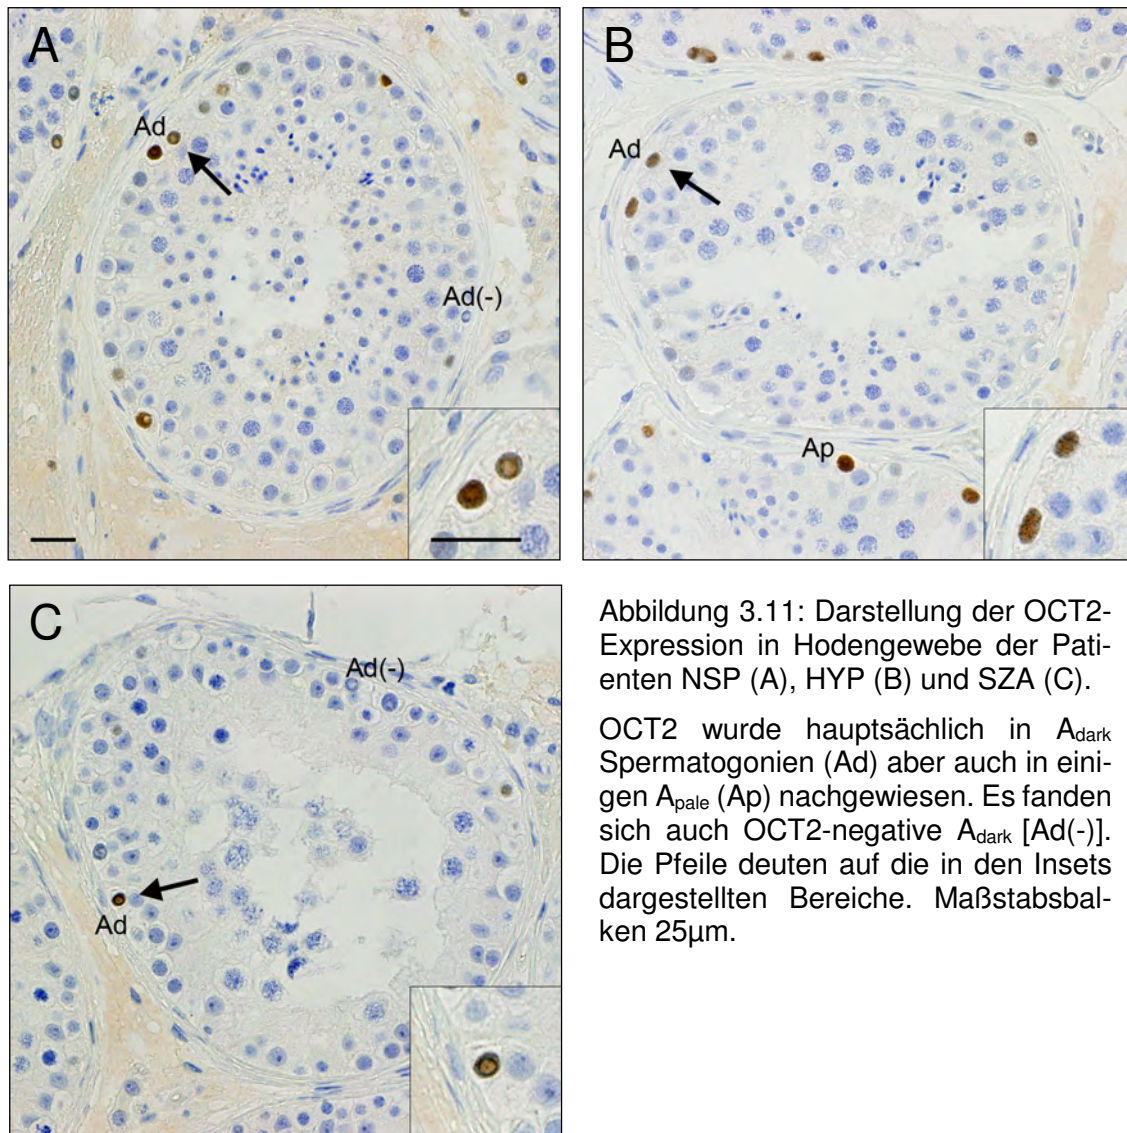 A
Ad
Ad(-)
B
Ad
Ap
C
Ad(-)
Ad
Abbildung 3.11: Darstellung der OCT2-
Expression in Hodengewebe der Pati-
enten NSP (A), HYP (B) und SZA (C).
OCT2 wurde hauptsächlich in Adark
Spermatogonien (Ad) aber auch in eini-
gen Apale (Ap) nachgewiesen. Es fanden
sich auch OCT2-negative Adark [Ad(-)].
Die Pfeile deuten auf die in den Insets
dargestellten Bereiche. Maßstabsbal-
ken 25µm.